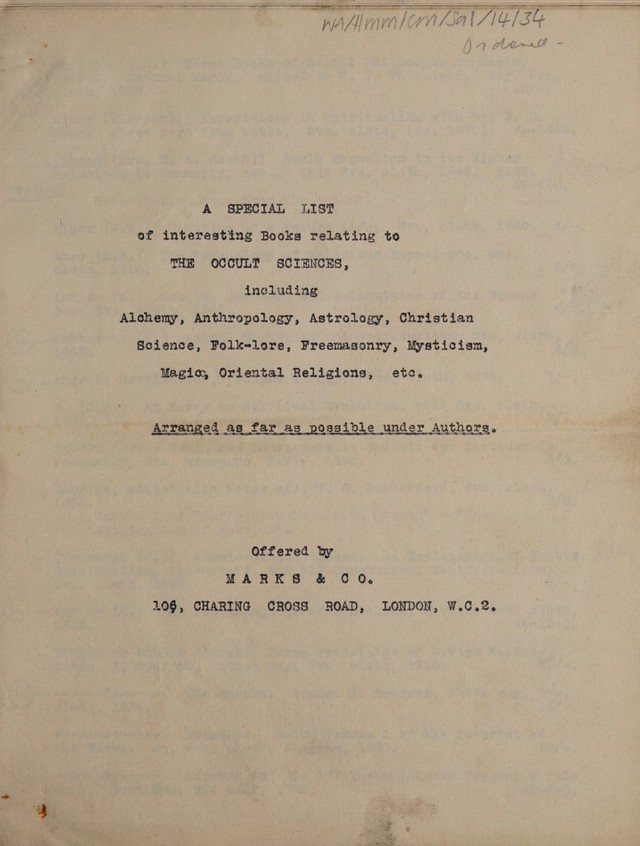 WA/HMM/CM/Sal/14/34
Ordered -
A SPECIAL LIST
of interesting Books relating to
THE OCCULT SCIENCES,
including
Alchemy, Anthropology, Astrology, Christian
Science, Folk-lore, Freemasonry, Mysticism,
Magic, Oriental Religions, etc.
Arranged as far as possible under Authors.
Offered by
MARKS & CO.
106, CHARING CROSS ROAD, LONDON, W.C.2.